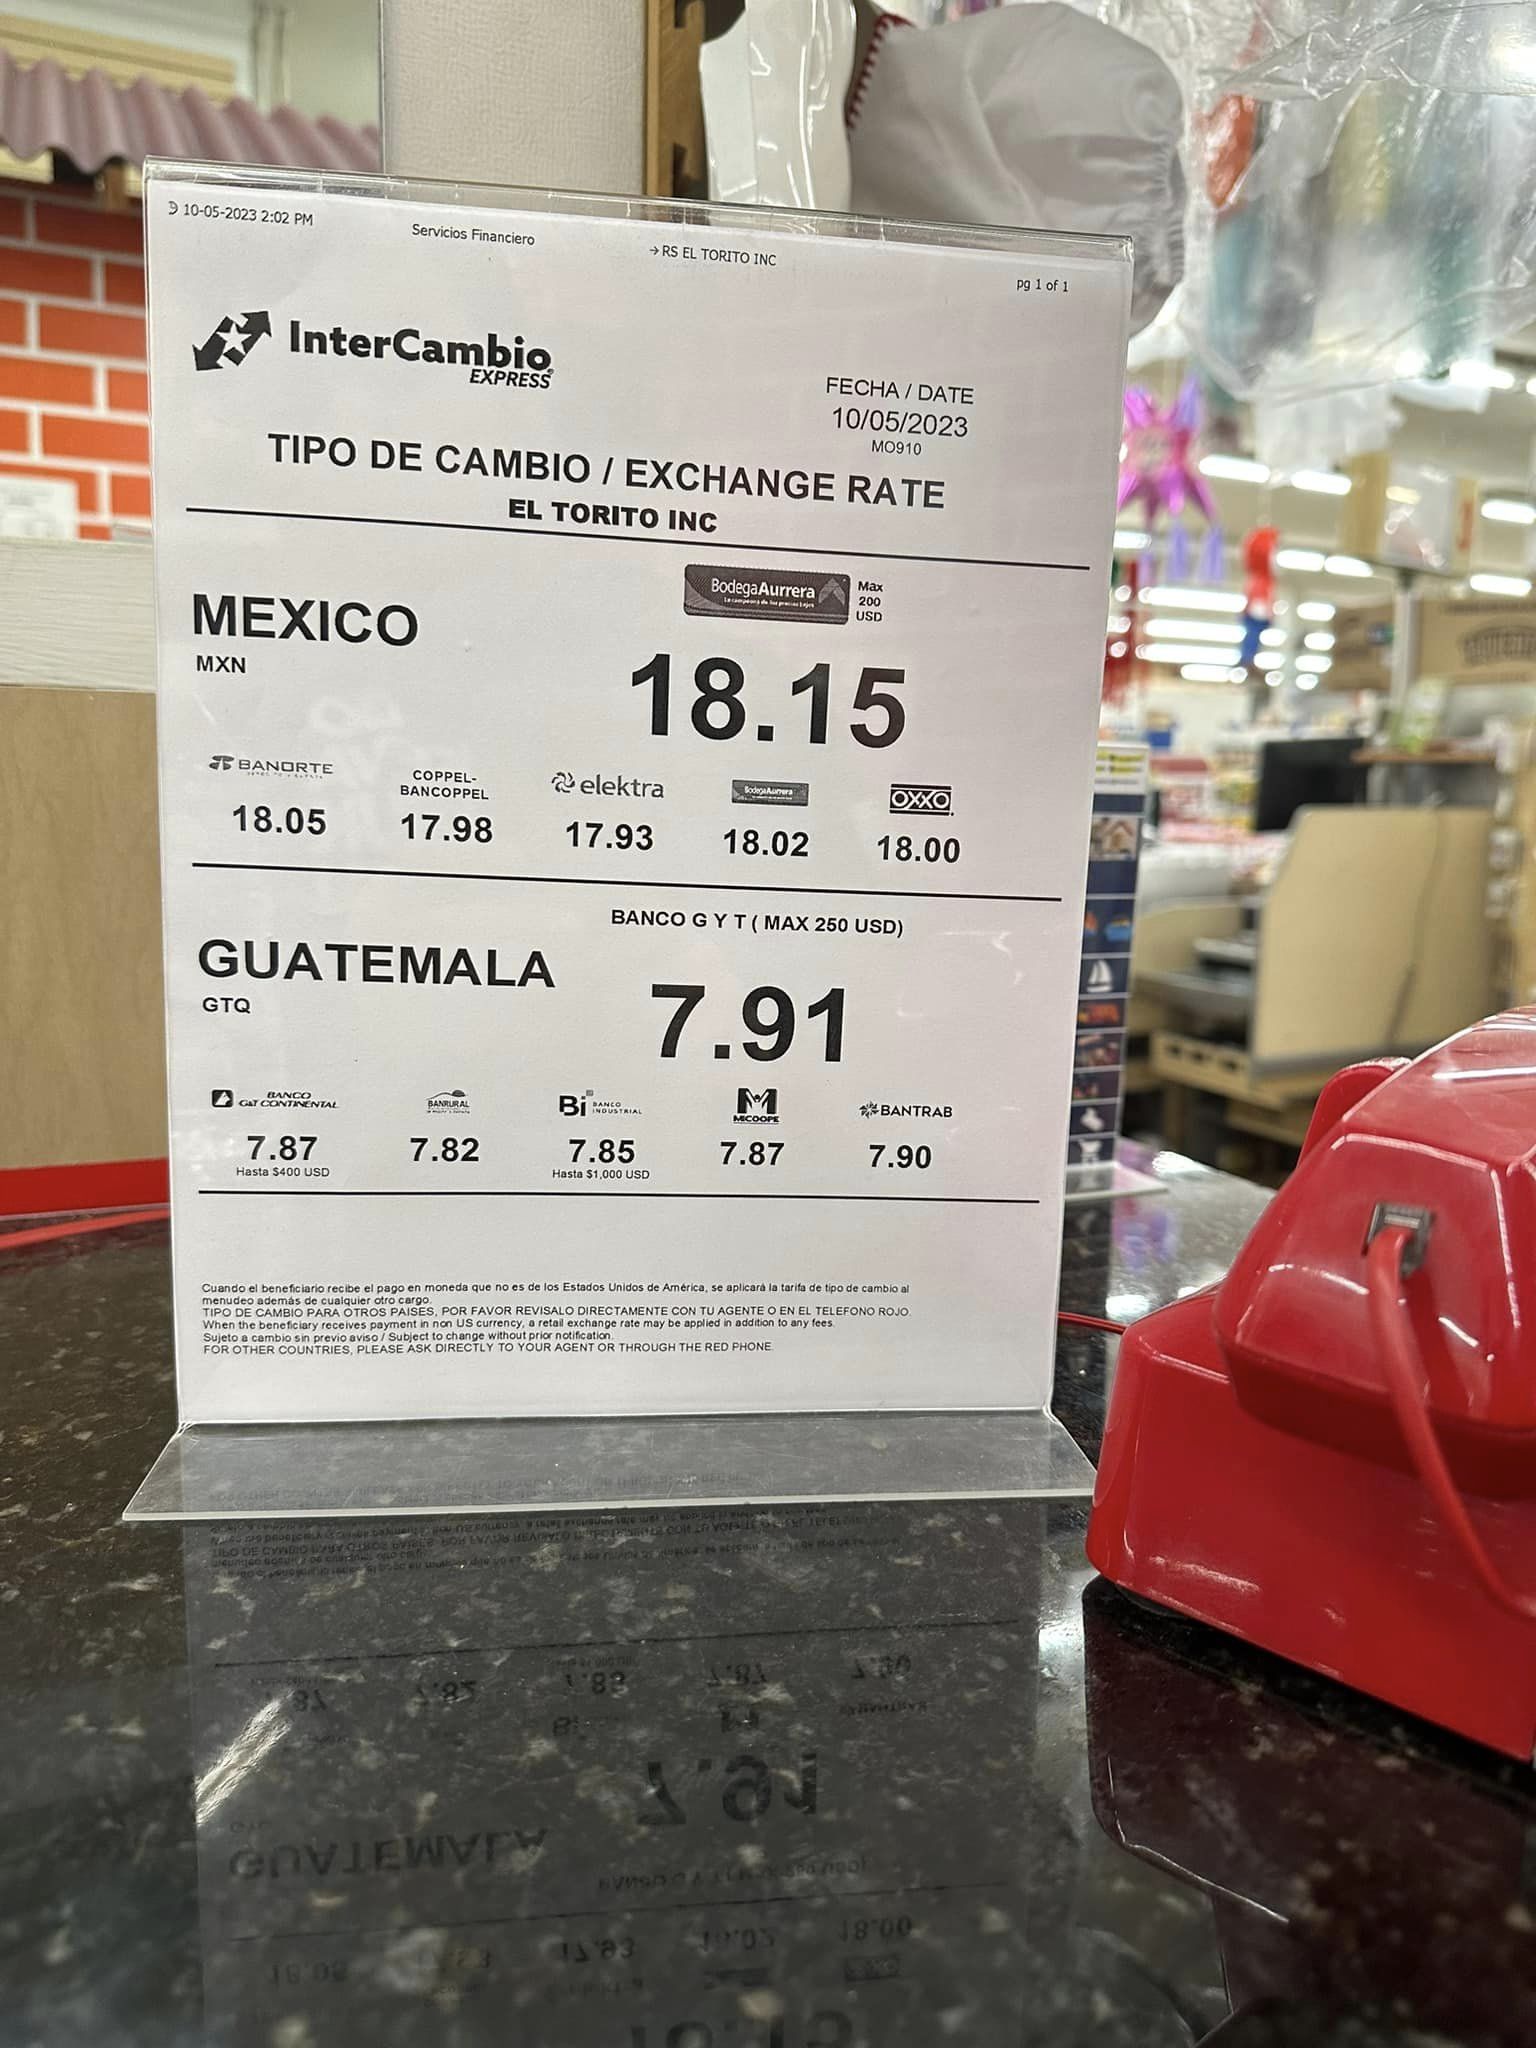 10-05-2023 2:02 PM
Servicios Financiero
→ RS EL TORITO INC
pg 1 of 1
InterCambio
EXPRESS
FECHA / DATE
10/05/2023
MO910
TIPO DE CAMBIO / EXCHANGE RATE
EL TORITO INC
BodegaAurrera
La campeona de los precios bajos
Max
200
USD
MEXICO
MXN
18.15
BANORTE
COPPEL-
BANCOPPEL
elektra
BodegaAurrera
OXXO
18.05
17.98
17.93
18.02
18.00
BANCO G Y T ( MAX 250 USD)
GUATEMALA
GTQ
7.91
BANCO
G&T CONTINENTAL
BANRURAL
Bi BANCO
INDUSTRIAL
MICOOPE
BANTRAB
7.87
Hasta $400 USD
7.82
7.85
Hasta $1,000 USD
7.87
7.90
Cuando el beneficiario recibe el pago en moneda que no es de los Estados Unidos de América, se aplicará la tarifa de tipo de cambio al
menudeo además de cualquier otro cargo.
TIPO DE CAMBIO PARA OTROS PAISES, POR FAVOR REVISALO DIRECTAMENTE CON TU AGENTE O EN EL TELEFONO ROJO.
When the beneficiary receives payment in non US currency, a retail exchange rate may be applied in addition to any fees.
Sujeto a cambio sin previo aviso / Subject to change without prior notification.
FOR OTHER COUNTRIES, PLEASE ASK DIRECTLY TO YOUR AGENT OR THROUGH THE RED PHONE.